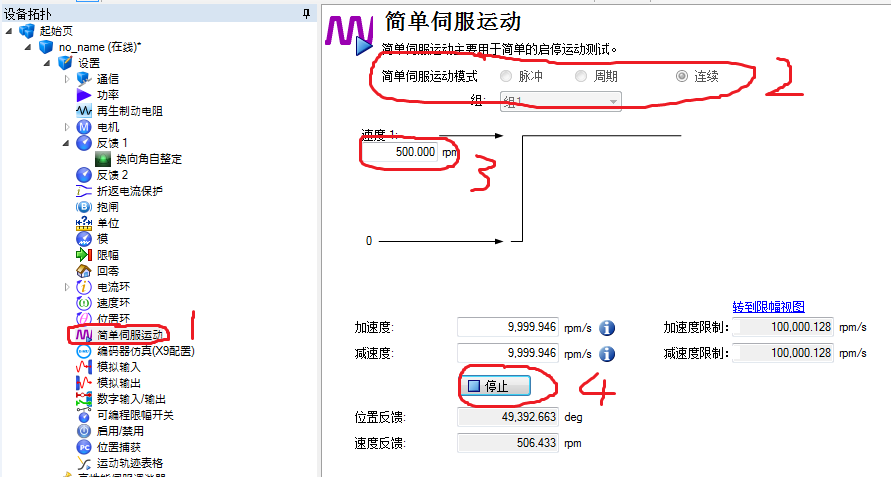 设备拓扑
起始页
no_name (在线)*
设置
通信
功率
再生制动电阻
电机
反馈 1
换向角自整定
反馈 2
折返电流保护
抱闸
单位
模
限幅
回零
电流环
速度环
位置环
简单伺服运动
1
编码器仿真(X9配置)
模拟输入
模拟输出
数字输入/输出
可编程限幅开关
启用/禁用
位置捕获
运动轨迹表格
简单伺服运动
简单伺服运动主要用于简单的启停运动测试。
简单伺服运动模式 脉冲 周期 连续
2
组: 组1
速度 1:
500.000 rpm
3
0
转到限幅视图
加速度: 9,999.946 rpm/s 加速度限制: 100,000.128 rpm/s
减速度: 9,999.946 rpm/s 减速度限制: 100,000.128 rpm/s
停止
4
位置反馈: 49,392.663 deg
速度反馈: 506.433 rpm